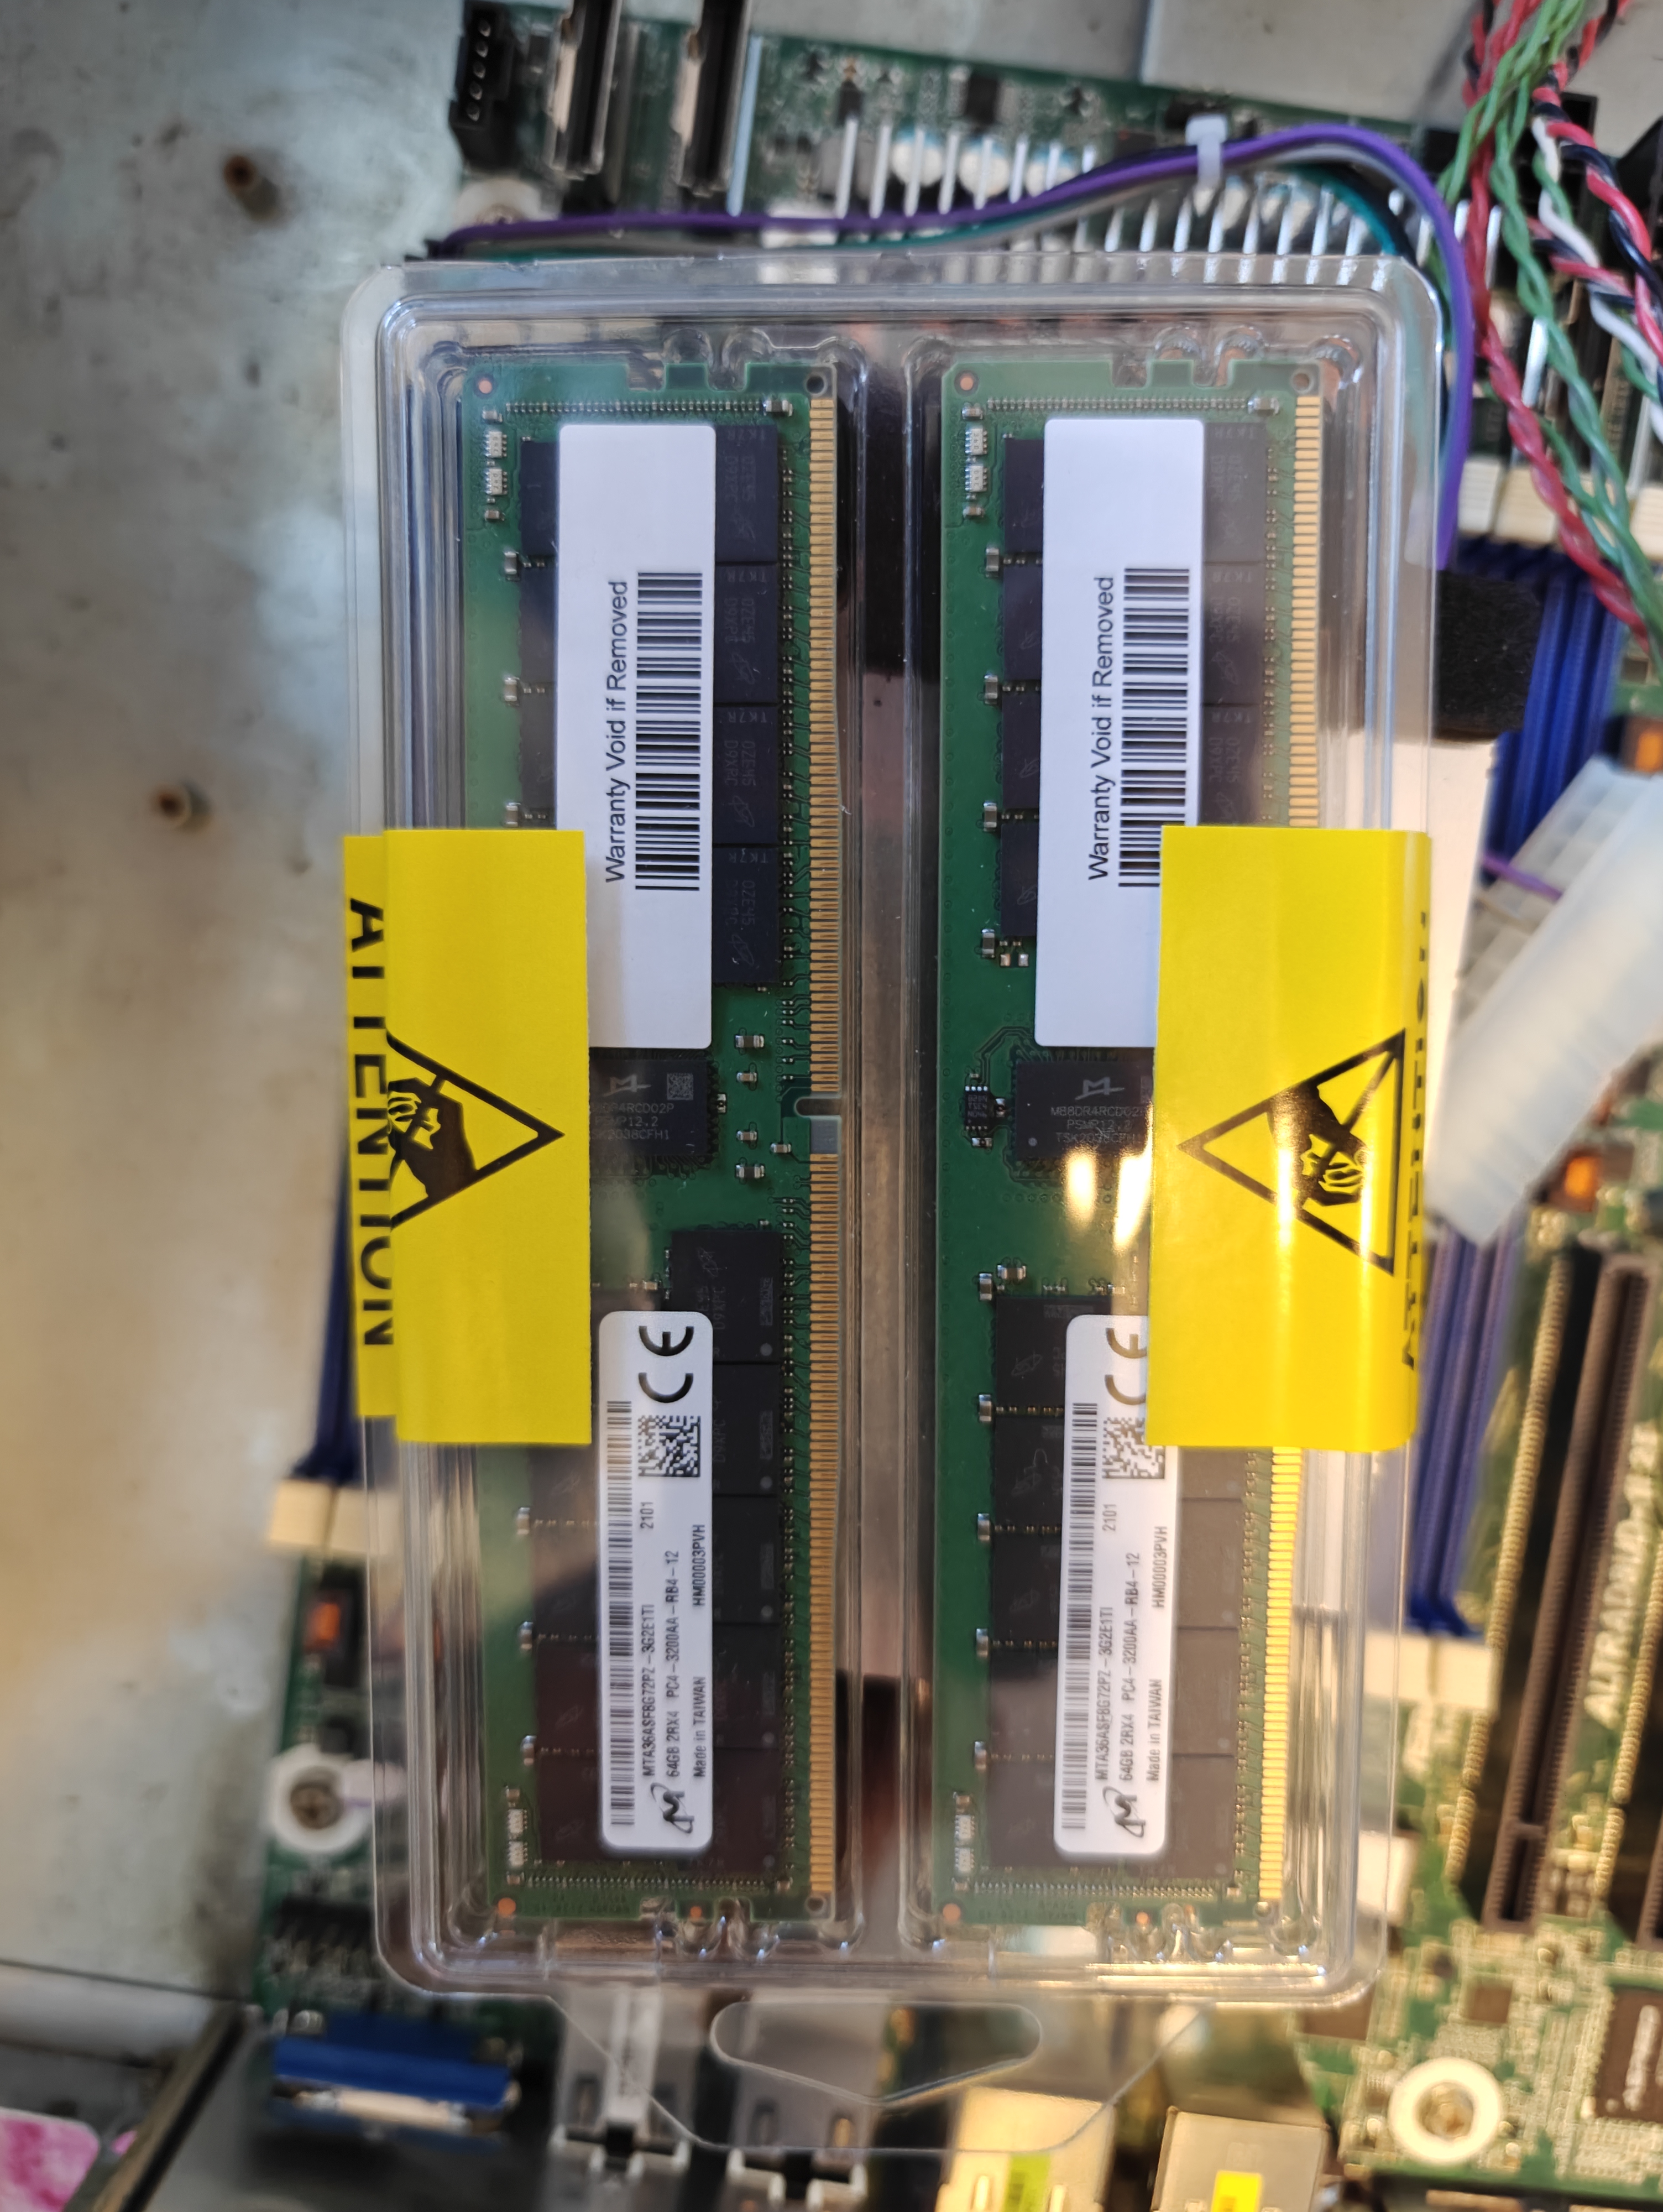 Warranty Void if Removed
Warranty Void if Removed
ATTENTION
M88DR4RCD02P
PSMP12.2
CE
2101
MTA36ASF8G72PZ-3G2E1TI
64GB 2RX4 PC4-3200AA-RB4-12
Made in TAIWAN HM00003PVH
CE
2101
MTA36ASF8G72PZ-3G2E1TI
64GB 2RX4 PC4-3200AA-RB4-12
Made in TAIWAN HM00003PVH